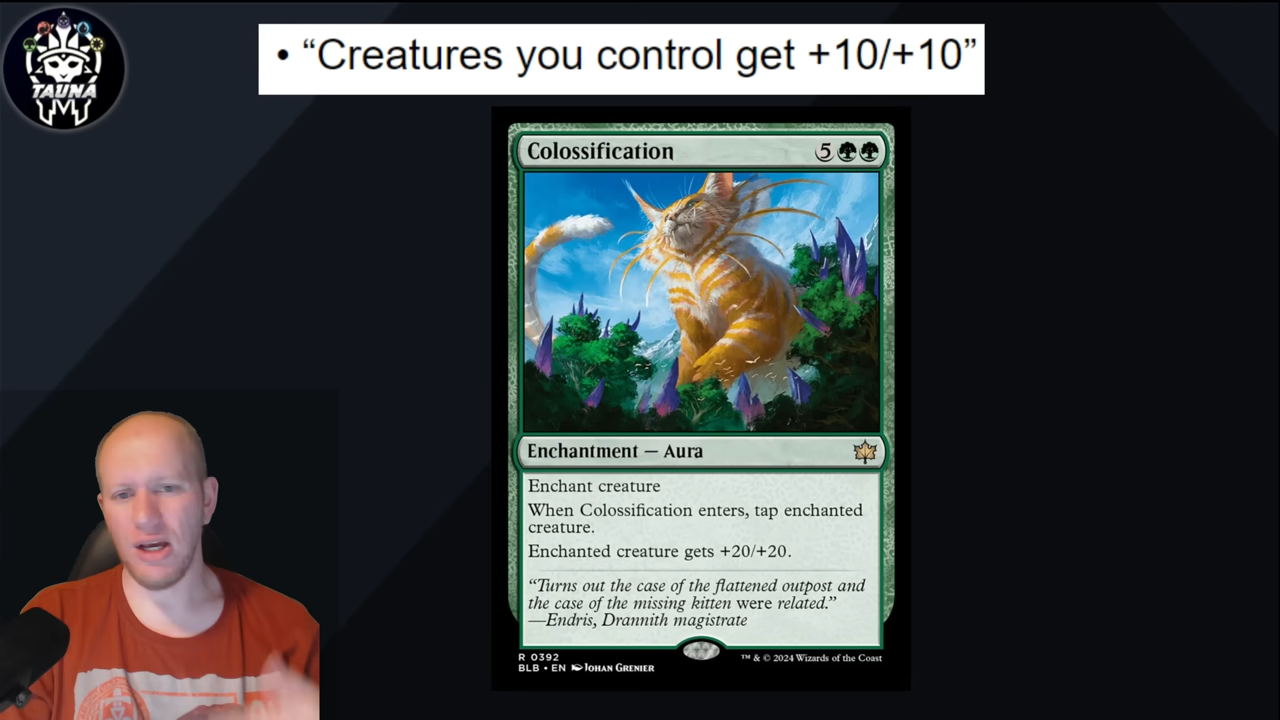 TAUNA
• “Creatures you control get +10/+10”
Colossification 5
Enchantment — Aura
Enchant creature
When Colossification enters, tap enchanted
creature.
Enchanted creature gets +20/+20.
“Turns out the case of the flattened outpost and
the case of the missing kitten were related.”
—Endris, Drannith magistrate
R 0392
BLB • EN Johan Grenier
™ & © 2024 Wizards of the Coast